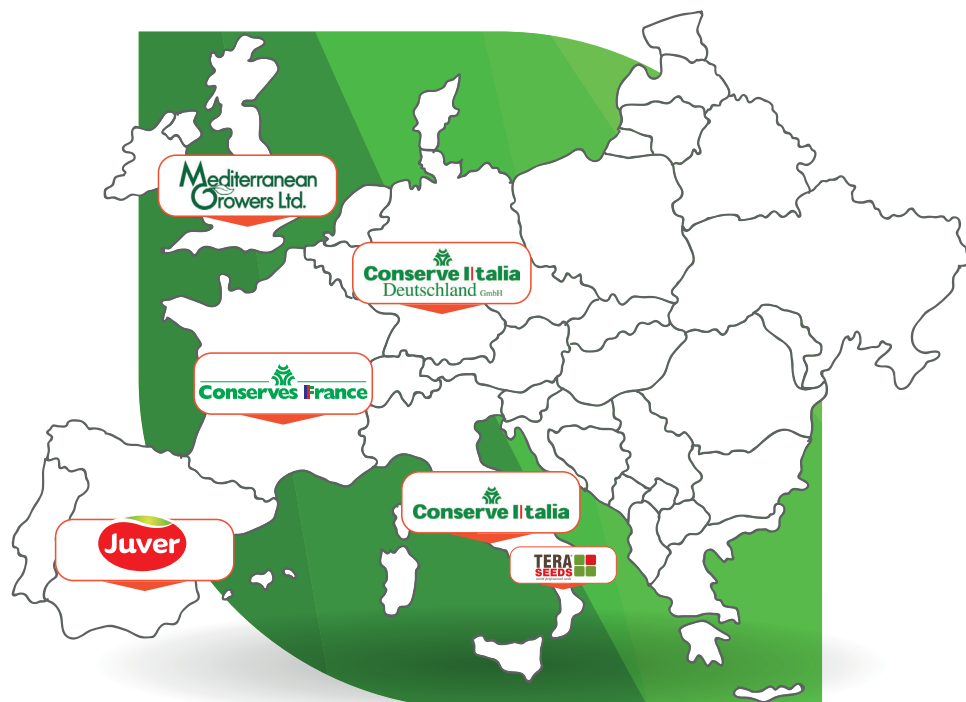 Mediterranean
Growers Ltd.
Conserve Italia
Deutschland GmbH
Conserves France
Conserve Italia
Juver
TERA
SEEDS